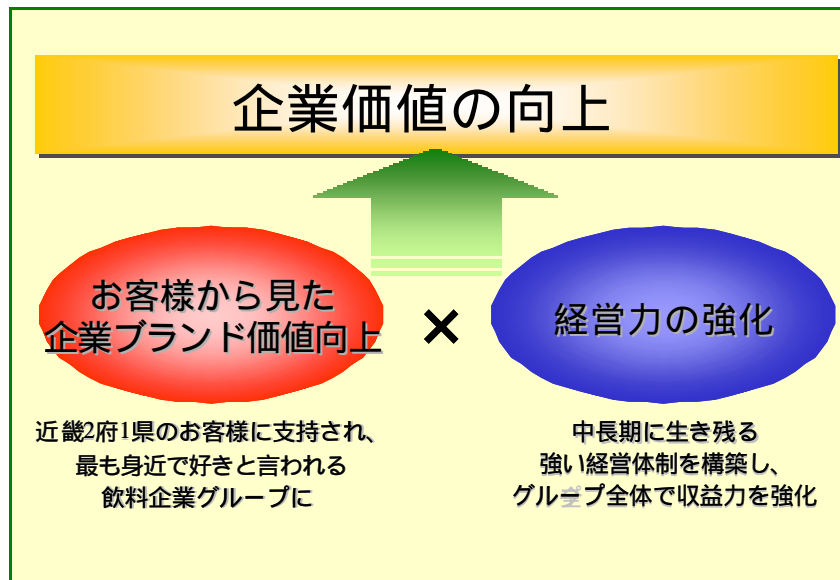 企業価値の向上
お客様から見た
企業ブランド価値向上
×
経営力の強化
近畿2府1県のお客様に支持され、
最も身近で好きと言われる
飲料企業グループに
中長期に生き残る
強い経営体制を構築し、
グループ全体で収益力を強化